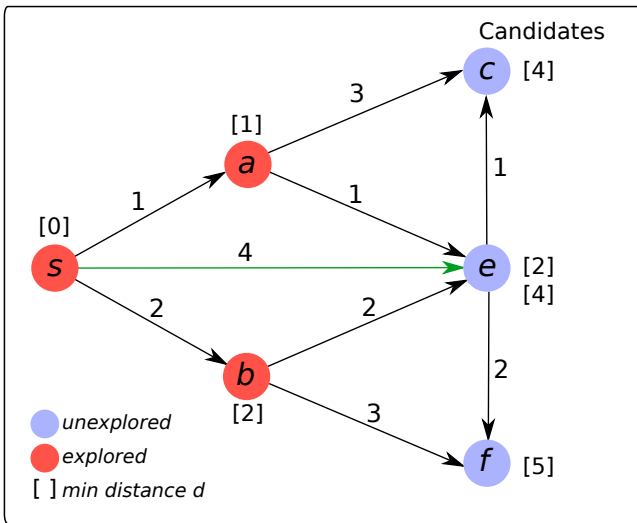 Candidates
c [4]
3
[1]
a
1
1
1
[0]
s
4
e [2]
[4]
2
2
2
b
[2]
3
f [5]
unexplored
explored
[ ] min distance d